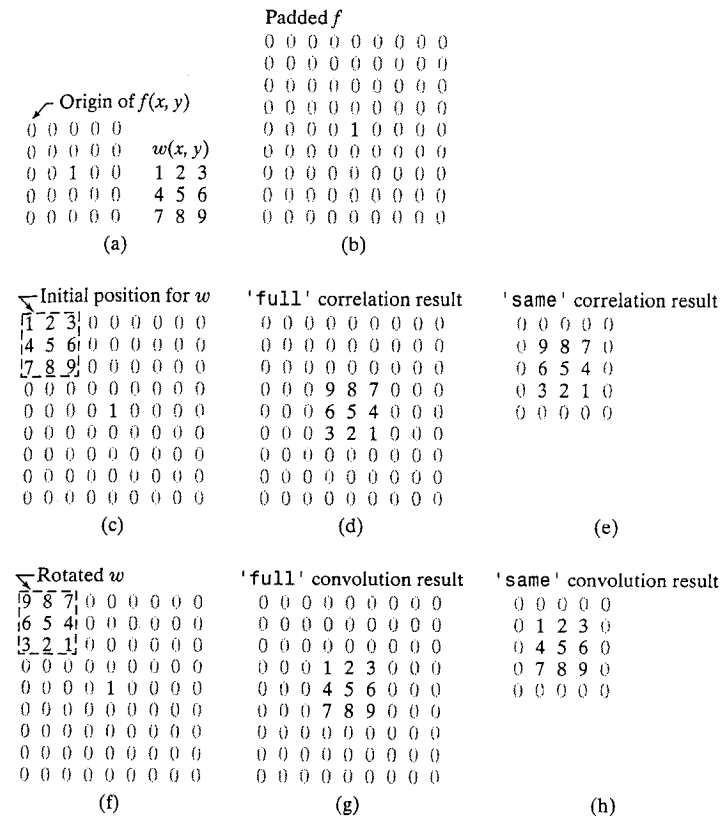 Padded f
0 0 0 0 0 0 0 0 0
0 0 0 0 0 0 0 0 0
0 0 0 0 0 0 0 0 0
0 0 0 0 0 0 0 0 0
0 0 0 0 1 0 0 0 0
0 0 0 0 0 0 0 0 0
0 0 0 0 0 0 0 0 0
0 0 0 0 0 0 0 0 0
0 0 0 0 0 0 0 0 0
Origin of f(x, y)
0 0 0 0 0
0 0 0 0 0
0 0 1 0 0
0 0 0 0 0
0 0 0 0 0
w(x, y)
1 2 3
4 5 6
7 8 9
(a)
(b)
Initial position for w
1 2 3 0 0 0 0 0 0
4 5 6 0 0 0 0 0 0
7 8 9 0 0 0 0 0 0
0 0 0 0 0 0 0 0 0
0 0 0 0 1 0 0 0 0
0 0 0 0 0 0 0 0 0
0 0 0 0 0 0 0 0 0
0 0 0 0 0 0 0 0 0
0 0 0 0 0 0 0 0 0
(c)
'full' correlation result
0 0 0 0 0 0 0 0 0
0 0 0 0 0 0 0 0 0
0 0 0 0 0 0 0 0 0
0 0 0 9 8 7 0 0 0
0 0 0 6 5 4 0 0 0
0 0 0 3 2 1 0 0 0
0 0 0 0 0 0 0 0 0
0 0 0 0 0 0 0 0 0
0 0 0 0 0 0 0 0 0
(d)
'same' correlation result
0 0 0 0 0
0 9 8 7 0
0 6 5 4 0
0 3 2 1 0
0 0 0 0 0
(e)
Rotated w
9 8 7 0 0 0 0 0 0
6 5 4 0 0 0 0 0 0
3 2 1 0 0 0 0 0 0
0 0 0 0 0 0 0 0 0
0 0 0 0 1 0 0 0 0
0 0 0 0 0 0 0 0 0
0 0 0 0 0 0 0 0 0
0 0 0 0 0 0 0 0 0
0 0 0 0 0 0 0 0 0
(f)
'full' convolution result
0 0 0 0 0 0 0 0 0
0 0 0 0 0 0 0 0 0
0 0 0 0 0 0 0 0 0
0 0 0 1 2 3 0 0 0
0 0 0 4 5 6 0 0 0
0 0 0 7 8 9 0 0 0
0 0 0 0 0 0 0 0 0
0 0 0 0 0 0 0 0 0
0 0 0 0 0 0 0 0 0
(g)
'same' convolution result
0 0 0 0 0
0 1 2 3 0
0 4 5 6 0
0 7 8 9 0
0 0 0 0 0
(h)